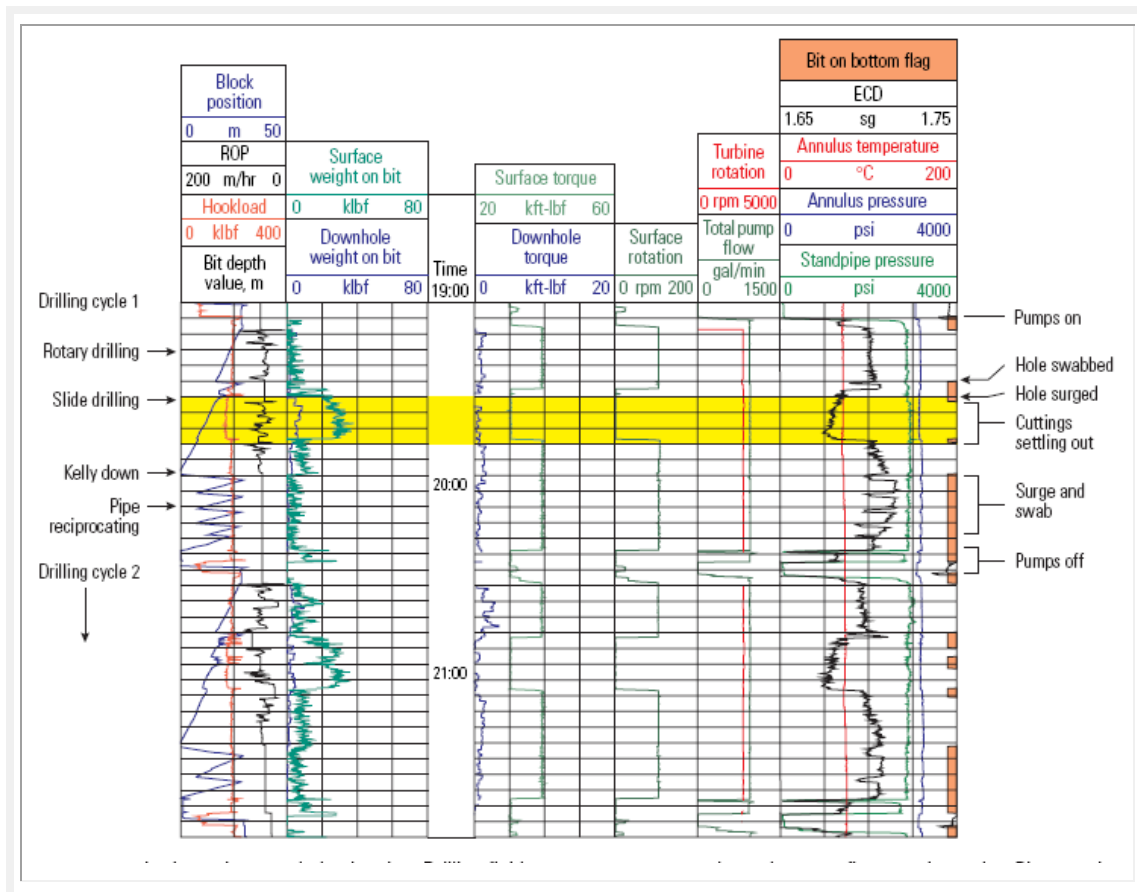 Bit on bottom flag
ECD
1.65 sg 1.75
Block
position
0 m 50
ROP
200 m/hr 0
Surface
weight on bit
0 klbf 80
Turbine
rotation
0 rpm 5000
Annulus temperature
0 °C 200
Hookload
0 klbf 400
Surface torque
20 kft-lbf 60
Annulus pressure
0 psi 4000
Bit depth
value, m
Downhole
weight on bit
0 klbf 80
Time
19:00
Downhole
torque
0 kft-lbf 20
Surface
rotation
0 rpm 200
Total pump
flow
gal/min
0 1500
Standpipe pressure
0 psi 4000
Drilling cycle 1
Pumps on
Rotary drilling
Hole swabbed
Slide drilling
Hole surged
Cuttings
settling out
Kelly down
20:00
Pipe
reciprocating
Surge and
swab
Drilling cycle 2
Pumps off
21:00